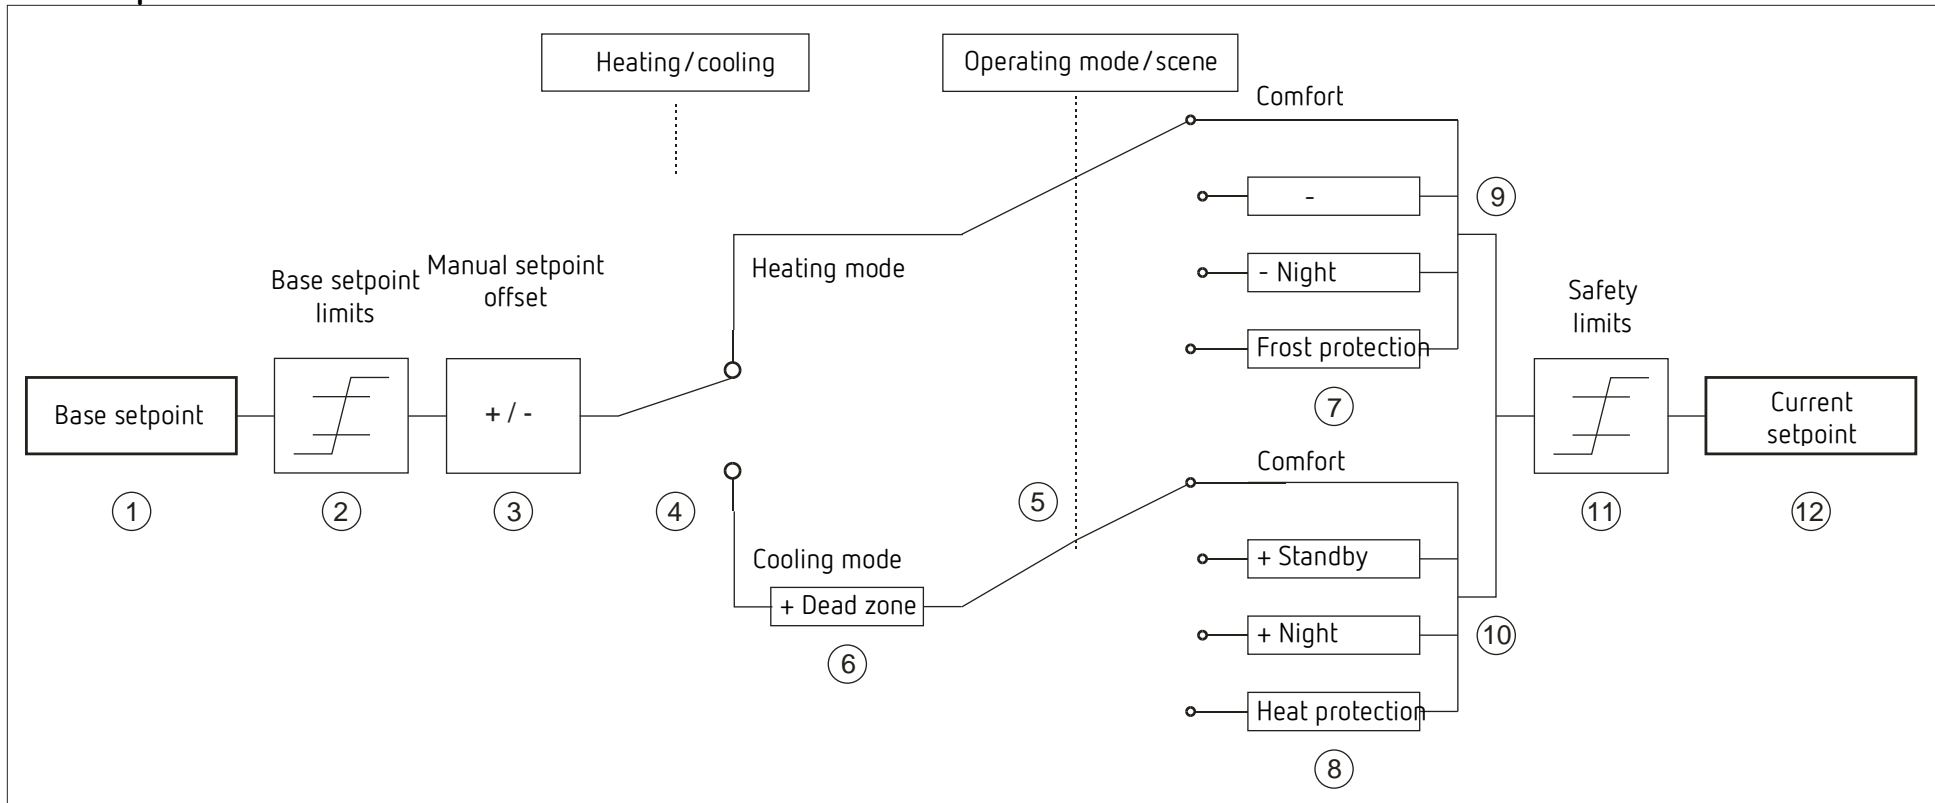 Heating/cooling
Operating mode/scene
Comfort
-
⑨
- Night
Heating mode
Base setpoint
limits
Manual setpoint
offset
Safety
limits
Frost protection
⑦
Base setpoint
+ / -
Current
setpoint
Comfort
①
②
③
④
⑤
⑪
⑫
Cooling mode
+ Standby
+ Dead zone
+ Night
⑩
⑥
Heat protection
⑧